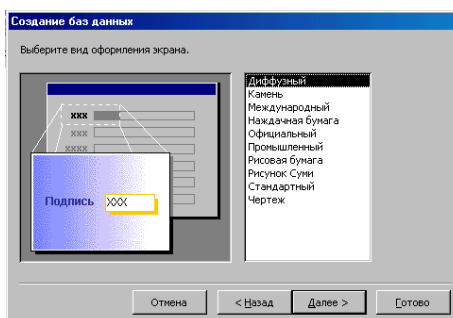 Создание баз данных
Выберите вид оформления экрана.
xxx
xxx
xxxx
Подпись XXX
Диффузный
Камень
Международный
Наждачная бумага
Официальный
Промышленный
Рисовая бумага
Рисунок Суми
Стандартный
Чертеж
Отмена
< Назад
Далее >
Готово